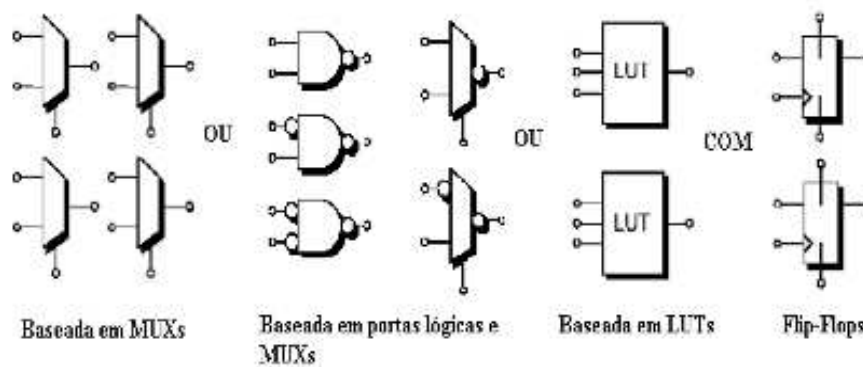 LUT
OU
OU
COM
LUT
Baseada em MUXs
Baseada em portas lógicas e
MUXs
Baseada em LUTs
Flip-Flops